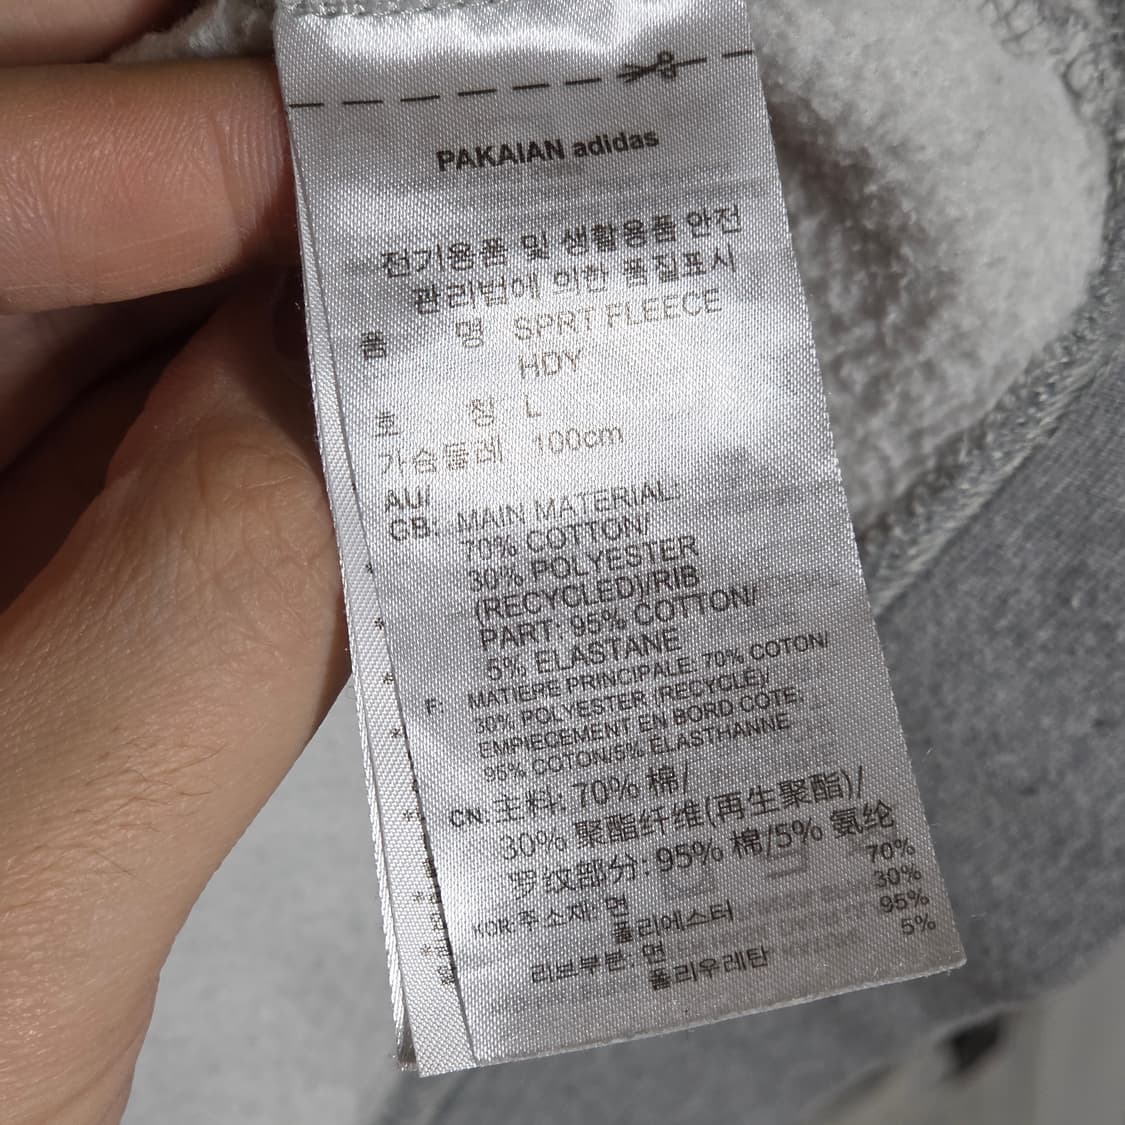 PAKAIAN adidas
전기용품 및 생활용품 안전
관리법에 의한 품질표시
품 명 SPRT FLEECE
HDY
호 칭 L
가슴둘레 100cm
AU/
GB: MAIN MATERIAL:
70% COTTON/
30% POLYESTER
(RECYCLED)/RIB
PART: 95% COTTON/
5% ELASTANE
F: MATIÈRE PRINCIPALE: 70% COTON/
30% POLYESTER (RECYCLÉ)/
EMPIECEMENT EN BORD CÔTE:
95% COTON/5% ÉLASTHANNE
CN: 主料: 70% 棉/
30% 聚酯纤维(再生聚酯)/
罗纹部分: 95% 棉/5% 氨纶
KOR: 주소재: 면 70%
폴리에스터 30%
리브부분: 면 95%
폴리우레탄 5%